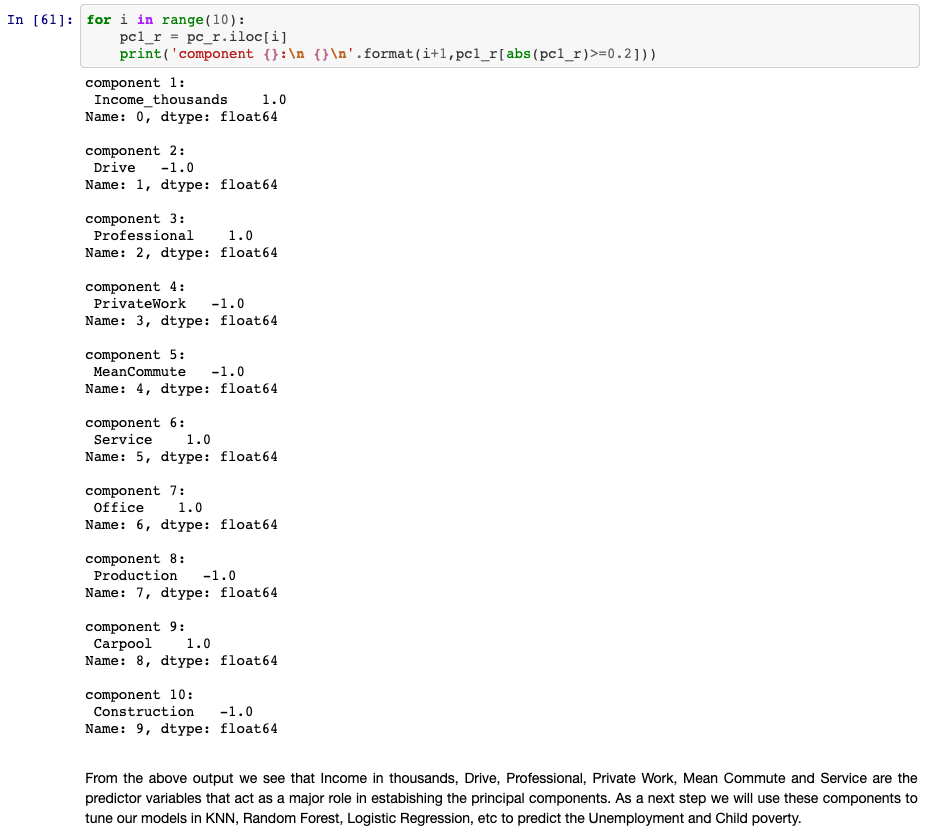 In [61]: for i in range(10):
pc1_r = pc_r.iloc[i]
print('component {}:\n {}\n'.format(i+1,pc1_r[abs(pc1_r)>=0.2]))
component 1:
Income_thousands 1.0
Name: 0, dtype: float64
component 2:
Drive -1.0
Name: 1, dtype: float64
component 3:
Professional 1.0
Name: 2, dtype: float64
component 4:
PrivateWork -1.0
Name: 3, dtype: float64
component 5:
MeanCommute -1.0
Name: 4, dtype: float64
component 6:
Service 1.0
Name: 5, dtype: float64
component 7:
Office 1.0
Name: 6, dtype: float64
component 8:
Production -1.0
Name: 7, dtype: float64
component 9:
Carpool 1.0
Name: 8, dtype: float64
component 10:
Construction -1.0
Name: 9, dtype: float64
From the above output we see that Income in thousands, Drive, Professional, Private Work, Mean Commute and Service are the
predictor variables that act as a major role in estabishing the principal components. As a next step we will use these components to
tune our models in KNN, Random Forest, Logistic Regression, etc to predict the Unemployment and Child poverty.